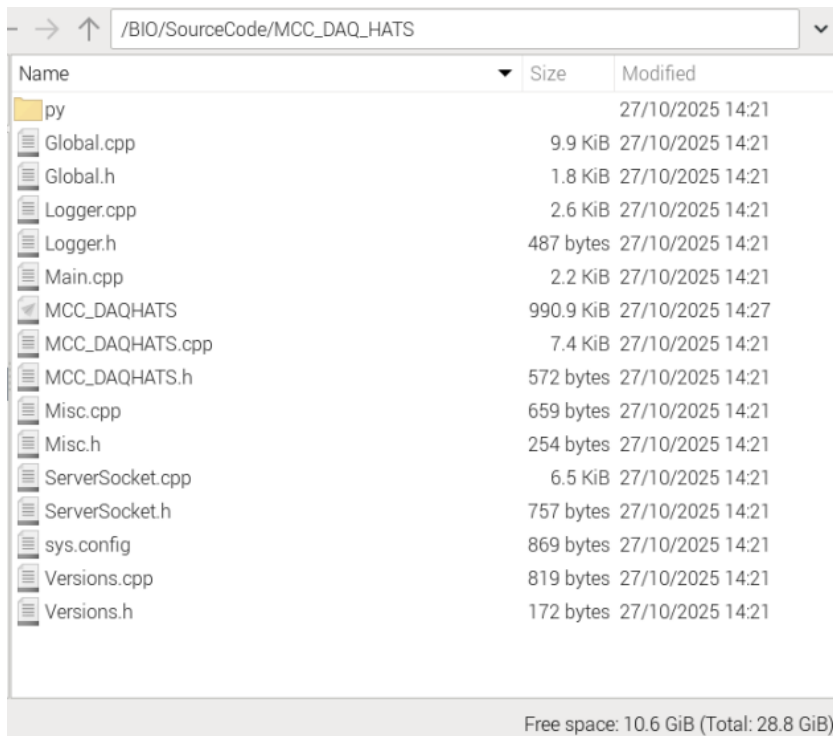 /BIO/SourceCode/MCC_DAQ_HATS
Name Size Modified
py 27/10/2025 14:21
Global.cpp 9.9 KiB 27/10/2025 14:21
Global.h 1.8 KiB 27/10/2025 14:21
Logger.cpp 2.6 KiB 27/10/2025 14:21
Logger.h 487 bytes 27/10/2025 14:21
Main.cpp 2.2 KiB 27/10/2025 14:21
MCC_DAQHATS 990.9 KiB 27/10/2025 14:27
MCC_DAQHATS.cpp 7.4 KiB 27/10/2025 14:21
MCC_DAQHATS.h 572 bytes 27/10/2025 14:21
Misc.cpp 659 bytes 27/10/2025 14:21
Misc.h 254 bytes 27/10/2025 14:21
ServerSocket.cpp 6.5 KiB 27/10/2025 14:21
ServerSocket.h 757 bytes 27/10/2025 14:21
sys.config 869 bytes 27/10/2025 14:21
Versions.cpp 819 bytes 27/10/2025 14:21
Versions.h 172 bytes 27/10/2025 14:21
Free space: 10.6 GiB (Total: 28.8 GiB)